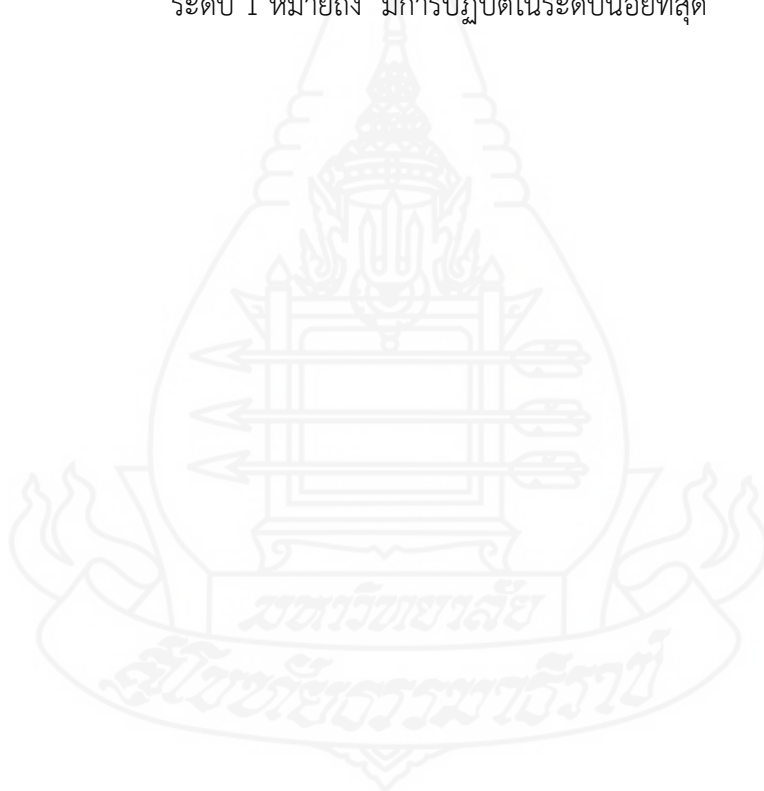 ระดับ 1 หมายถึง มีการปฏิบัติในระดับน้อยที่สุด
มหาวิทยาลัย
สุโขทัยธรรมาธิราช